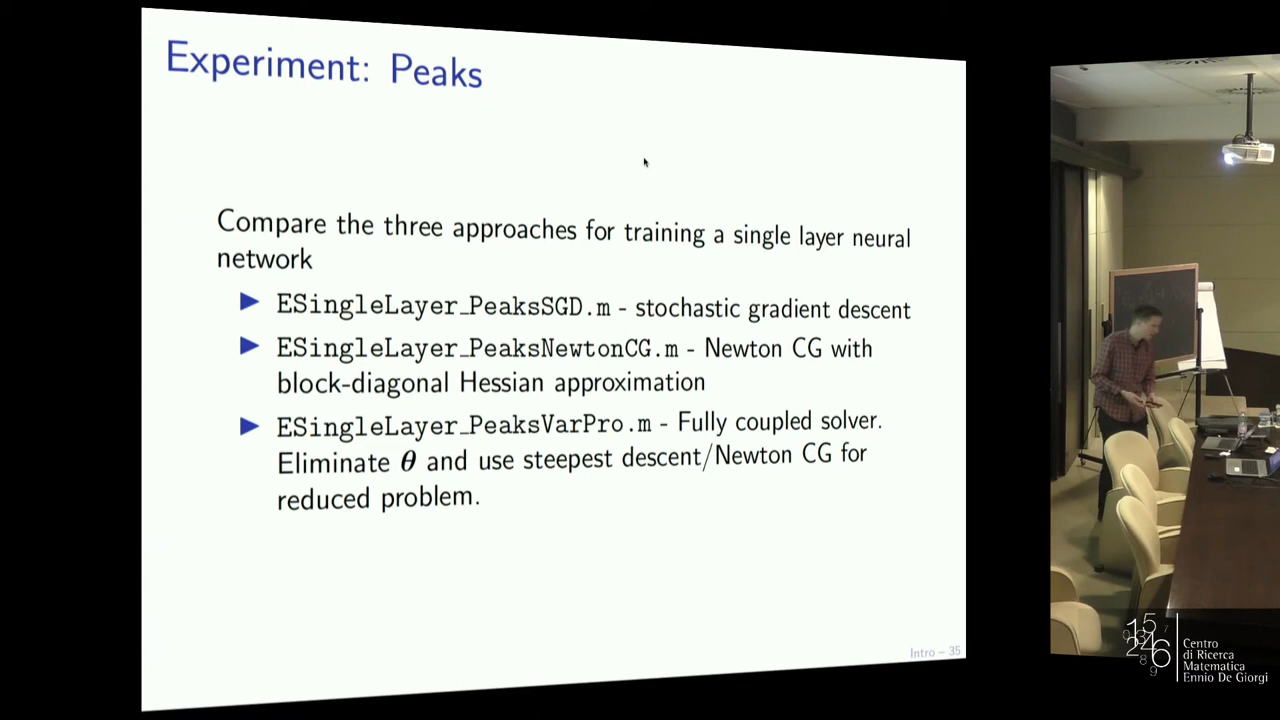 Experiment: Peaks
Compare the three approaches for training a single layer neural
network
▶ ESingleLayer_PeaksSGD.m - stochastic gradient descent
▶ ESingleLayer_PeaksNewtonCG.m - Newton CG with
block-diagonal Hessian approximation
▶ ESingleLayer_PeaksVarPro.m - Fully coupled solver.
Eliminate θ and use steepest descent/Newton CG for
reduced problem.
Intro – 35
Centro
di Ricerca
Matematica
Ennio De Giorgi